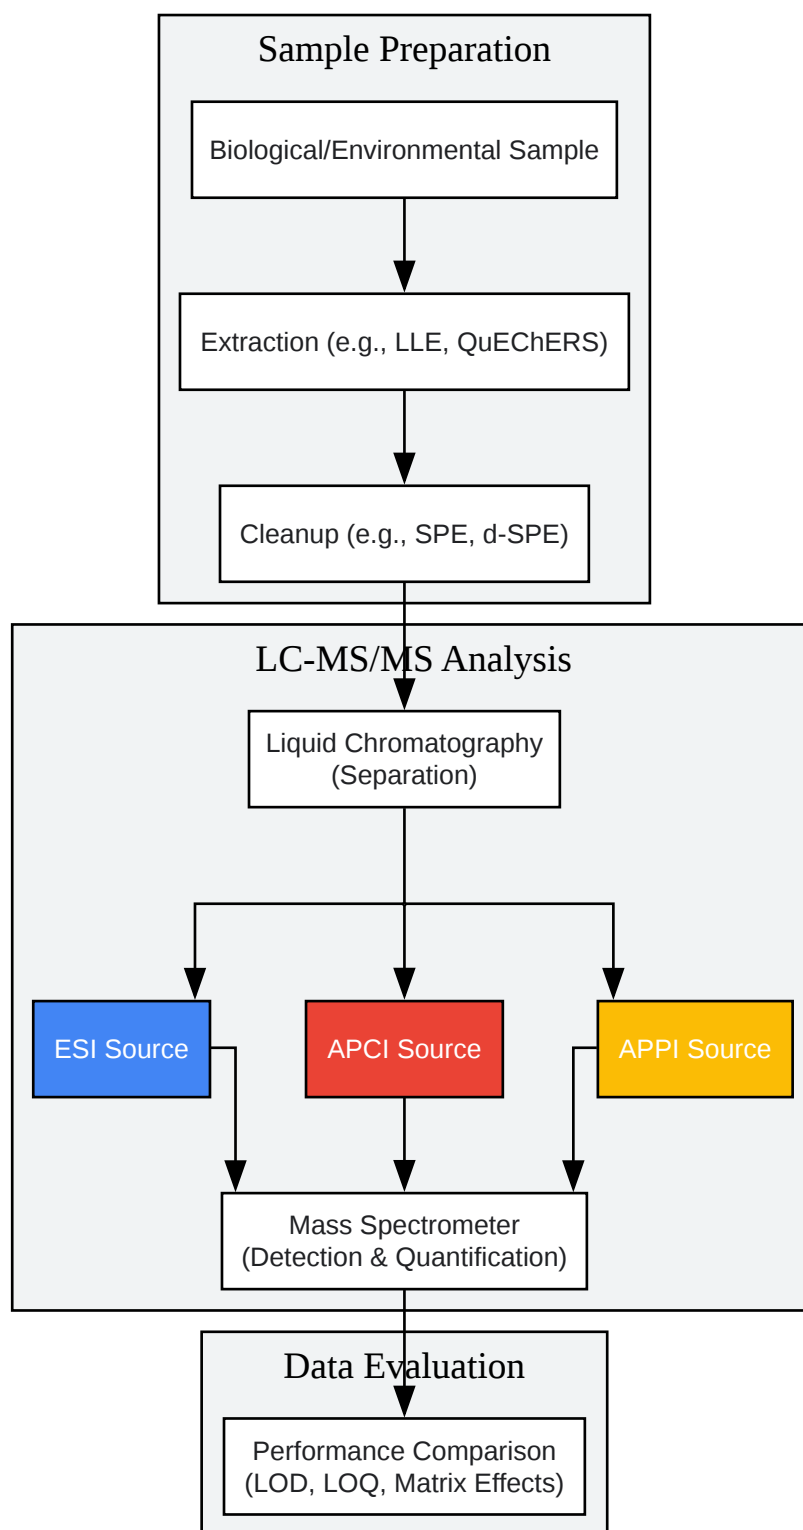 Sample Preparation
Biological/Environmental Sample
Extraction (e.g., LLE, QuEChERS)
Cleanup (e.g., SPE, d-SPE)
LC-MS/MS Analysis
Liquid Chromatography
(Separation)
ESI Source
APCI Source
APPI Source
Mass Spectrometer
(Detection & Quantification)
Data Evaluation
Performance Comparison
(LOD, LOQ, Matrix Effects)